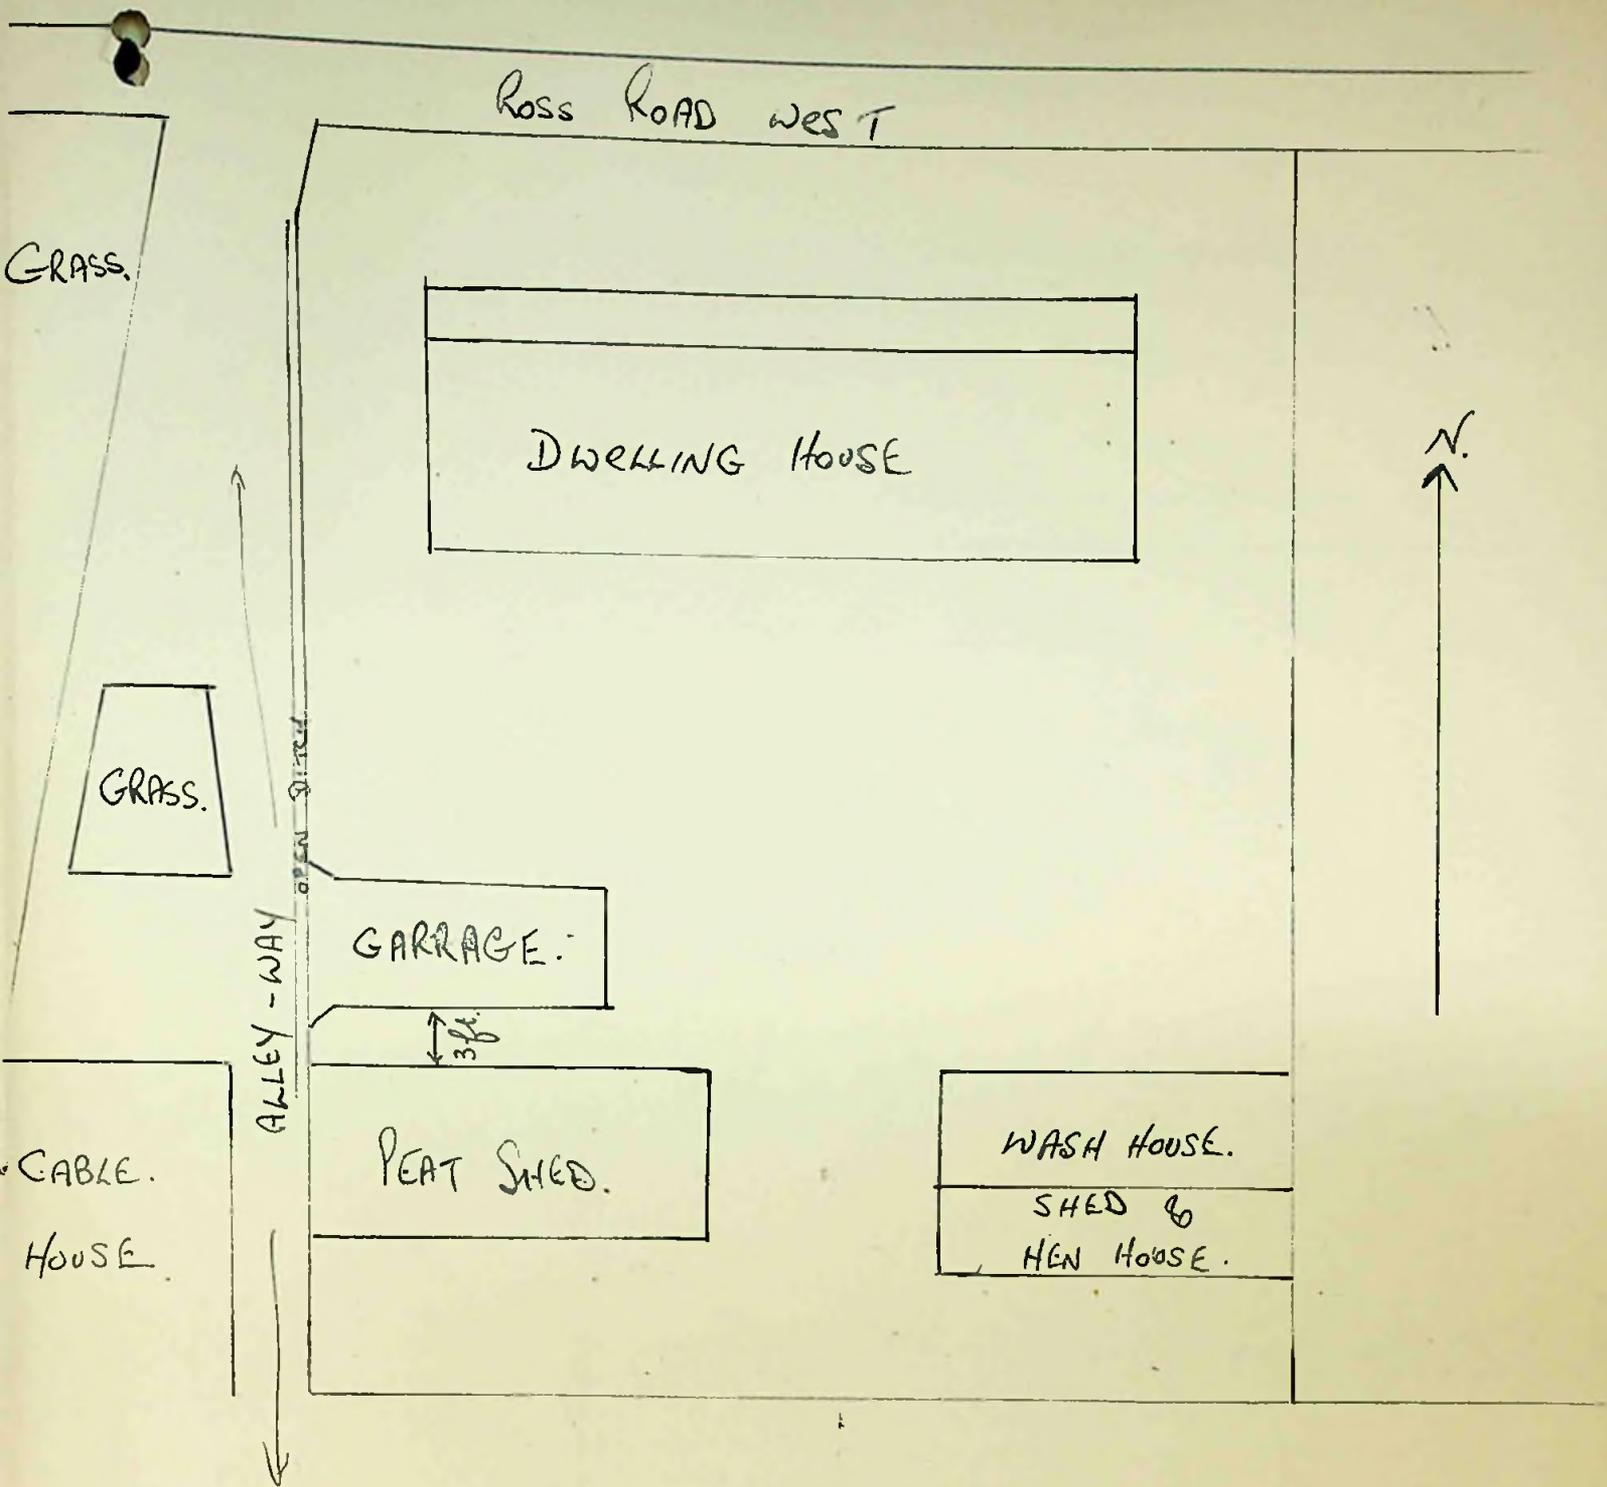 Ross ROAD wesT
GRASS.
N.
DweLLING HoUSE
GRASS.
OPEN DITCH
ALLEY-WAY
GARRAGE.
3ft.
CABLE.
HOUSE
PEAT SHED.
WASH HOUSE.
SHED &
HEN HOUSE.